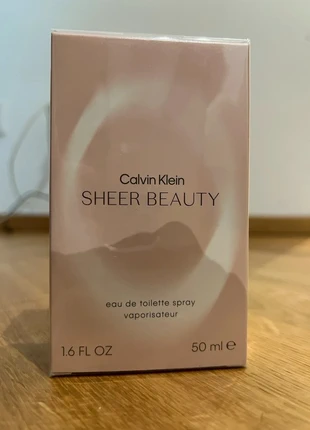 Calvin Klein
SHEER BEAUTY
eau de toilette spray
vaporisateur
1.6 FL OZ 50 ml ℮